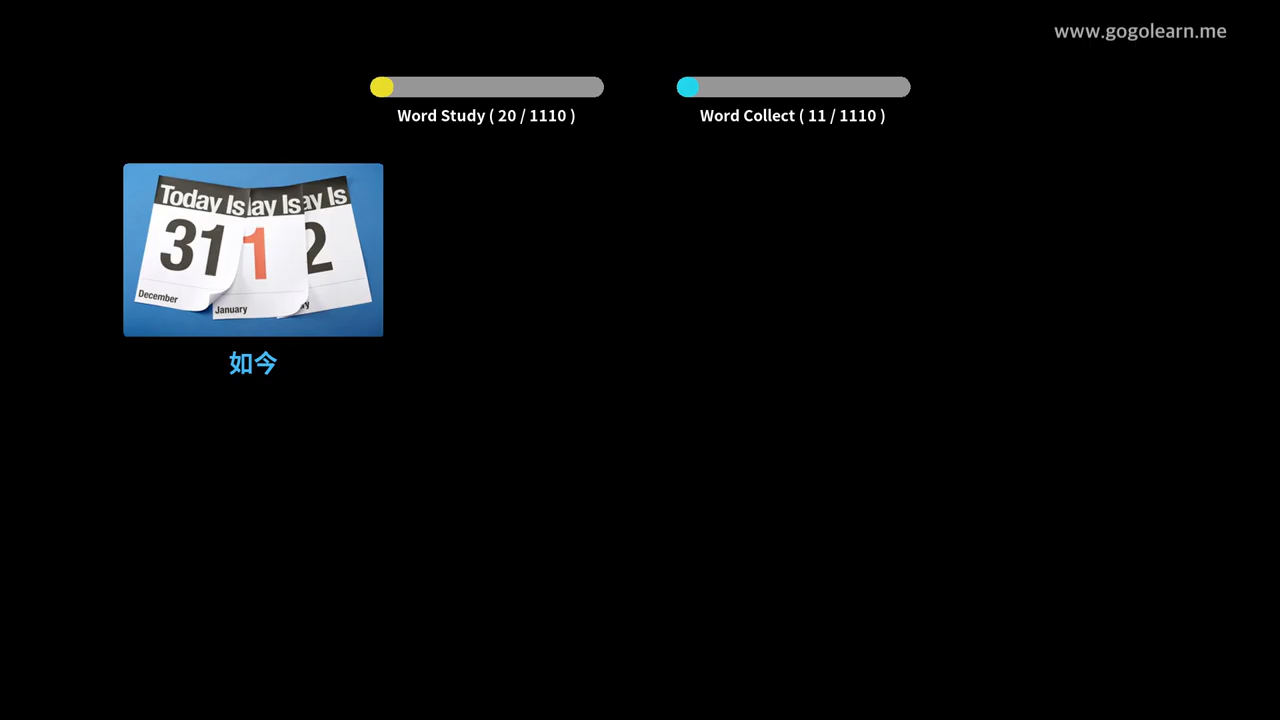 www.gogolearn.me
Word Study ( 20 / 1110 )
Word Collect ( 11 / 1110 )
Today Is
31
December
ay Is
1
January
ay Is
2
如今